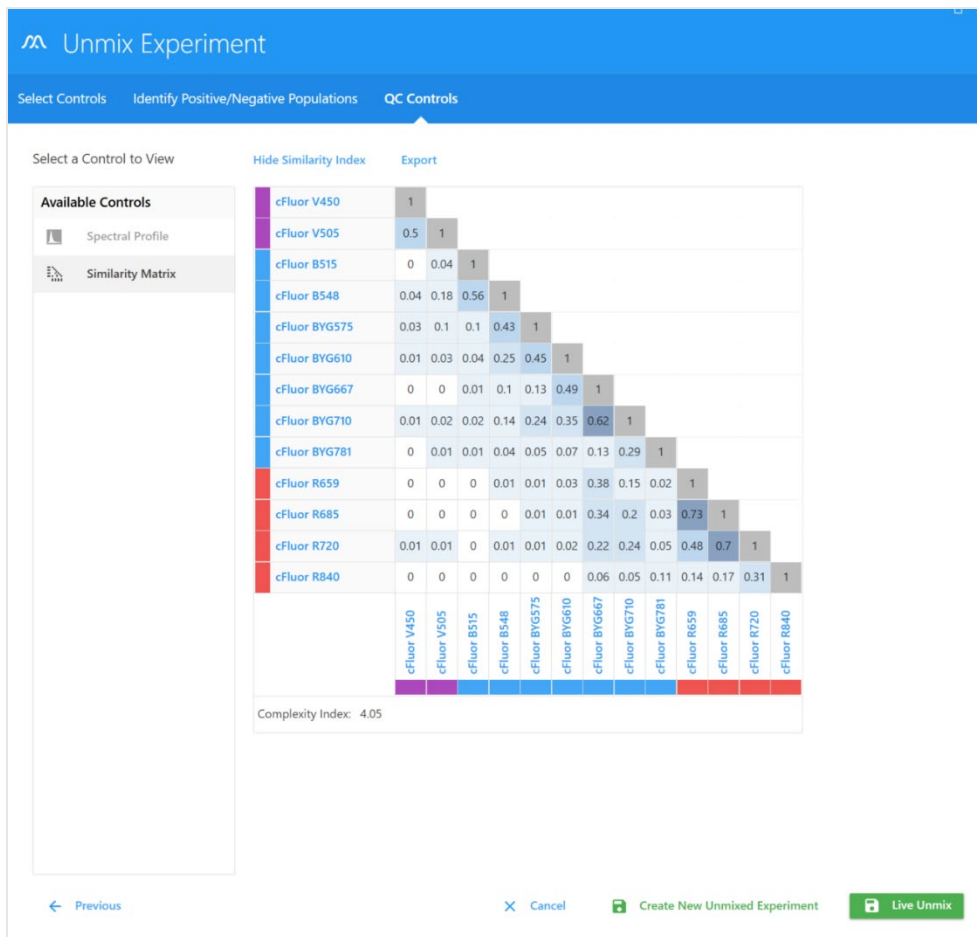 Unmix Experiment
Select Controls Identify Positive/Negative Populations QC Controls
Select a Control to View
Hide Similarity Index Export
Available Controls
Spectral Profile
Similarity Matrix
cFluor V450 1
cFluor V505 0.5 1
cFluor B515 0 0.04 1
cFluor B548 0.04 0.18 0.56 1
cFluor BYG575 0.03 0.1 0.1 0.43 1
cFluor BYG610 0.01 0.03 0.04 0.25 0.45 1
cFluor BYG667 0 0 0.01 0.1 0.13 0.49 1
cFluor BYG710 0.01 0.02 0.02 0.14 0.24 0.35 0.62 1
cFluor BYG781 0 0.01 0.01 0.04 0.05 0.07 0.13 0.29 1
cFluor R659 0 0 0 0.01 0.01 0.03 0.38 0.15 0.02 1
cFluor R685 0 0 0 0 0.01 0.01 0.34 0.2 0.03 0.73 1
cFluor R720 0.01 0.01 0 0.01 0.01 0.02 0.22 0.24 0.05 0.48 0.7 1
cFluor R840 0 0 0 0 0 0 0.06 0.05 0.11 0.14 0.17 0.31 1
cFluor V450 cFluor V505 cFluor B515 cFluor B548 cFluor BYG575 cFluor BYG610 cFluor BYG667 cFluor BYG710 cFluor BYG781 cFluor R659 cFluor R685 cFluor R720 cFluor R840
Complexity Index: 4.05
Previous Cancel Create New Unmixed Experiment Live Unmix